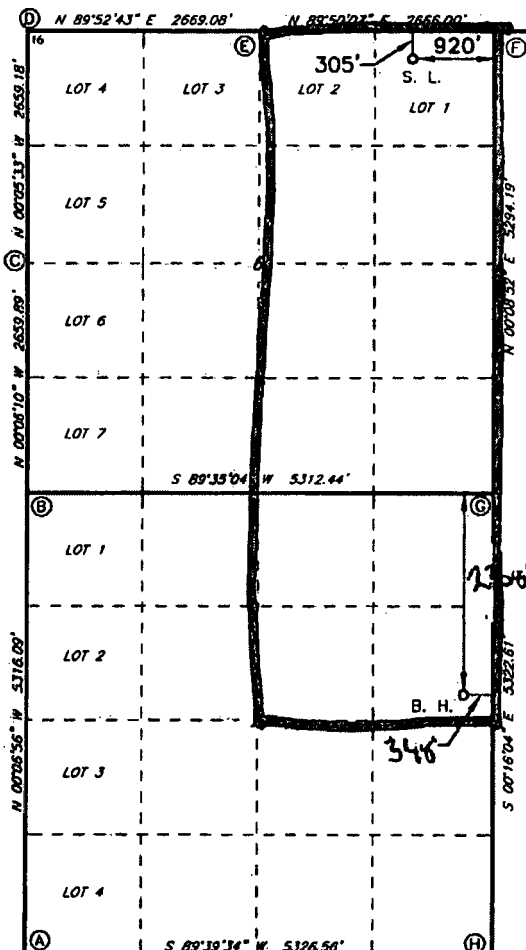 D N 89°52'43" E 2669.08' N 89°50'03" E 2666.00'
16 E F
305' 920'
S. L.
LOT 4 LOT 3 LOT 2
LOT 1
N 00°05'33" W 2659.18'
LOT 5
N 00°08'52" E 5294.19'
C 6
LOT 6
N 00°06'10" W 2659.89'
LOT 7
S 89°35'04" W 5312.44'
B G
LOT 1
LOT 2
B. H.
348'
N 00°06'56" W 5316.09'
S 00°16'04" E 5322.61'
LOT 3
LOT 4
A S 89°39'34" W 5326.56' H